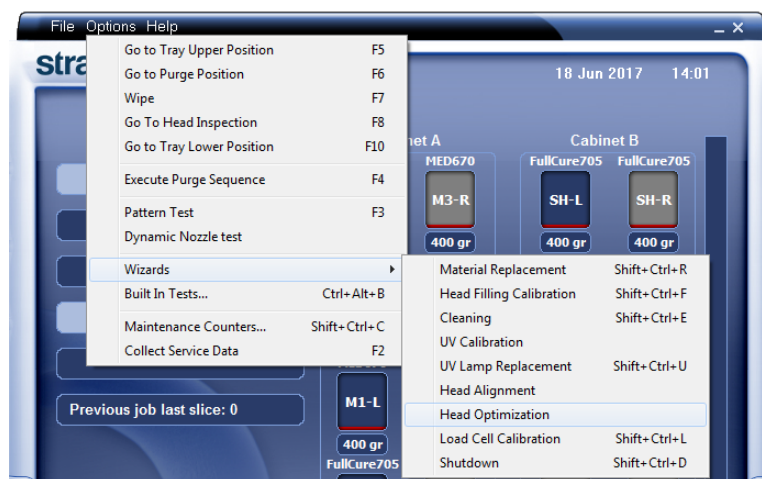 File Options Help
Go to Tray Upper Position F5
Go to Purge Position F6
Wipe F7
Go To Head Inspection F8
Go to Tray Lower Position F10
Execute Purge Sequence F4
Pattern Test F3
Dynamic Nozzle test
Wizards
Built In Tests... Ctrl+Alt+B
Maintenance Counters... Shift+Ctrl+C
Collect Service Data F2
Material Replacement Shift+Ctrl+R
Head Filling Calibration Shift+Ctrl+F
Cleaning Shift+Ctrl+E
UV Calibration
UV Lamp Replacement Shift+Ctrl+U
Head Alignment
Head Optimization
Load Cell Calibration Shift+Ctrl+L
Shutdown Shift+Ctrl+D
stra
18 Jun 2017 14:01
net A
Cabinet B
MED670
FullCure705 FullCure705
M3-R
SH-L
SH-R
400 gr
400 gr
400 gr
Previous job last slice: 0
M1-L
400 gr
FullCure705